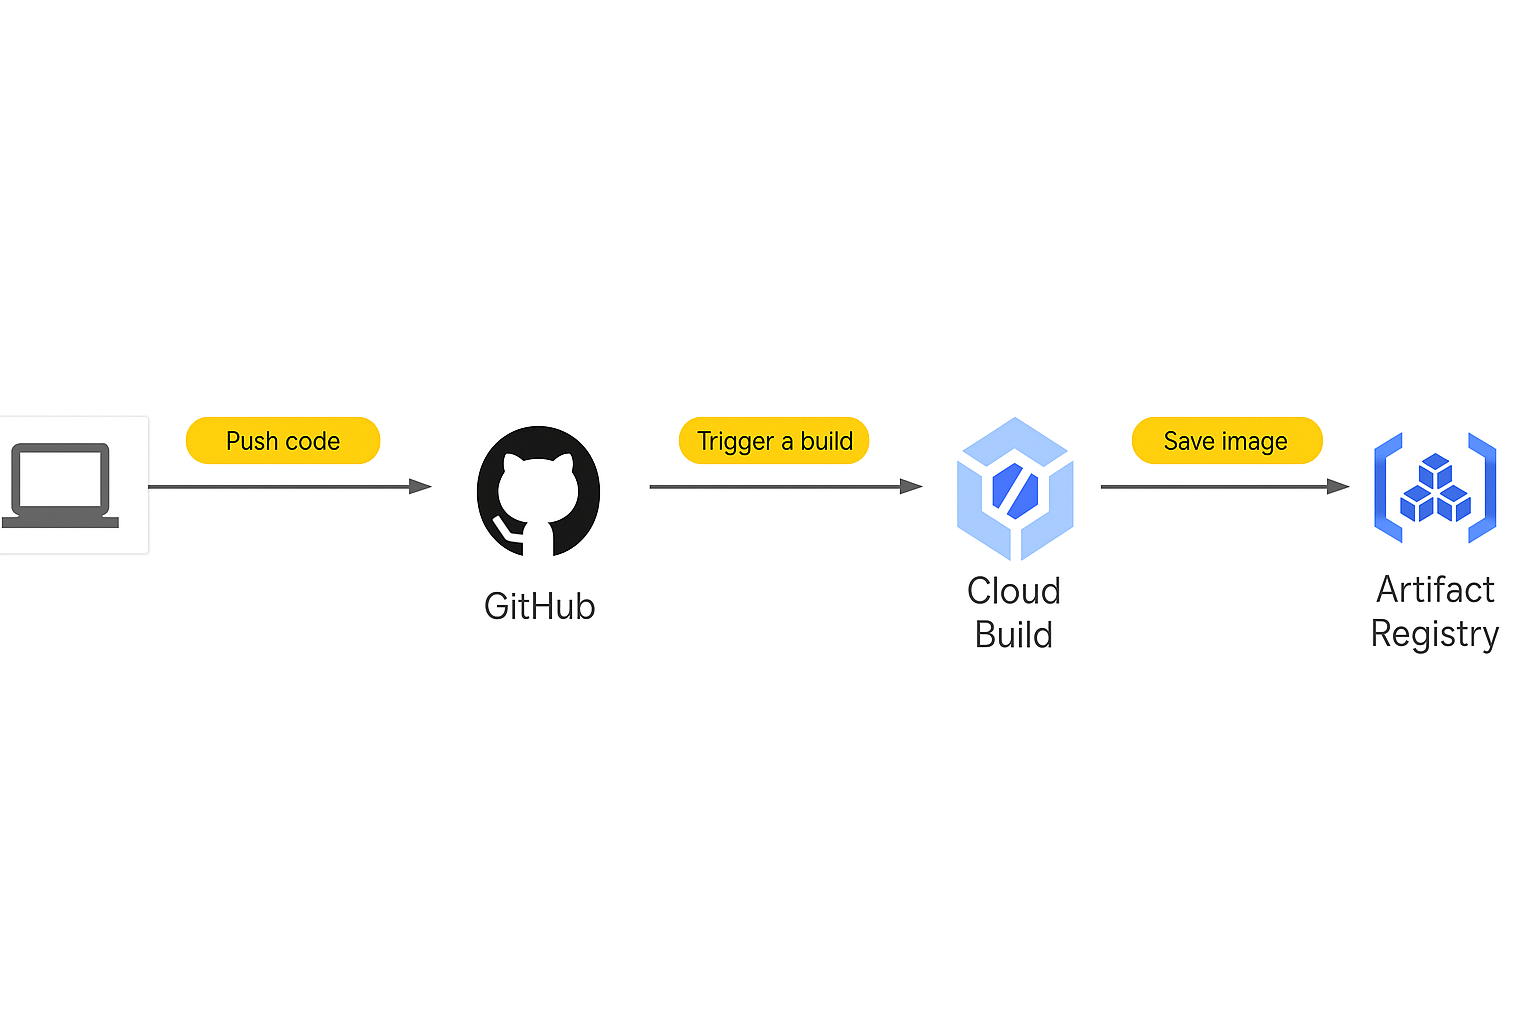 Push code
Trigger a build
Save image
GitHub
Cloud
Build
Artifact
Registry